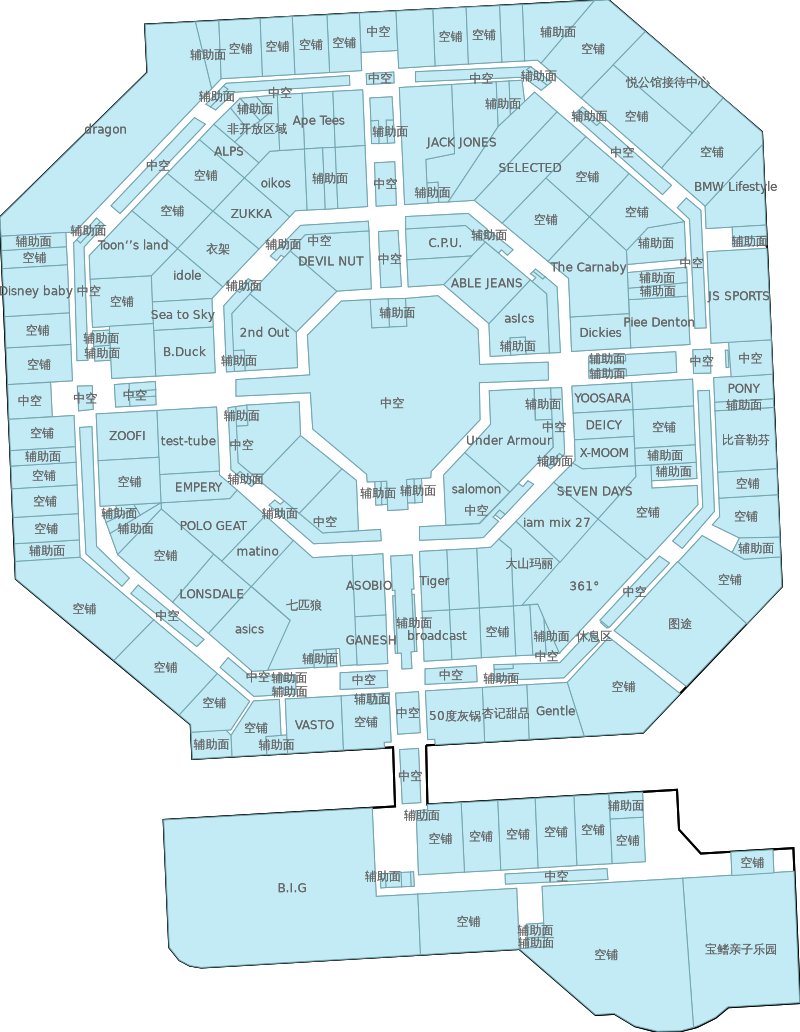 中空
辅助面
空铺
空铺
空铺
空铺
空铺
空铺
辅助面
空铺
中空
中空
辅助面
悦公馆接待中心
中空
辅助面
辅助面
辅助面
辅助面
空铺
dragon
非开放区域
Ape Tees
辅助面
JACK JONES
中空
空铺
ALPS
中空
空铺
SELECTED
空铺
oikos
辅助面
中空
辅助面
BMW Lifestyle
空铺
ZUKKA
空铺
空铺
辅助面
辅助面
空铺
Toon‘’s land
衣架
辅助面
中空
C.P.U.
辅助面
辅助面
辅助面
DEVIL NUT
中空
The Carnaby
中空
Disney baby
中空
idole
辅助面
ABLE JEANS
辅助面
辅助面
JS SPORTS
空铺
空铺
Sea to Sky
辅助面
asIcs
Piee Denton
空铺
辅助面
辅助面
B.Duck
2nd Out
辅助面
辅助面
Dickies
辅助面
辅助面
中空
中空
空铺
中空
中空
中空
中空
辅助面
中空
YOOSARA
PONY
辅助面
空铺
ZOOFI
test-tube
辅助面
中空
Under Armour
中空
DEICY
空铺
比音勒芬
辅助面
X-MOOM
辅助面
空铺
空铺
EMPERY
辅助面
辅助面
辅助面
salomon
辅助面
SEVEN DAYS
辅助面
空铺
空铺
辅助面
辅助面
POLO GEAT
辅助面
中空
中空
iam mix 27
空铺
空铺
空铺
辅助面
空铺
matino
大山玛丽
辅助面
空铺
中空
LONSDALE
七匹狼
ASOBIO
Tiger
361°
中空
空铺
asics
GANESH
辅助面
broadcast
空铺
辅助面
休息区
图途
空铺
中空
辅助面
辅助面
辅助面
中空
中空
辅助面
中空
空铺
空铺
空铺
VASTO
辅助面
空铺
中空
50度灰锅
杏记甜品
Gentle
辅助面
辅助面
中空
辅助面
空铺
空铺
空铺
空铺
空铺
辅助面
空铺
B.I.G
辅助面
中空
空铺
空铺
辅助面
辅助面
空铺
宝鳍亲子乐园